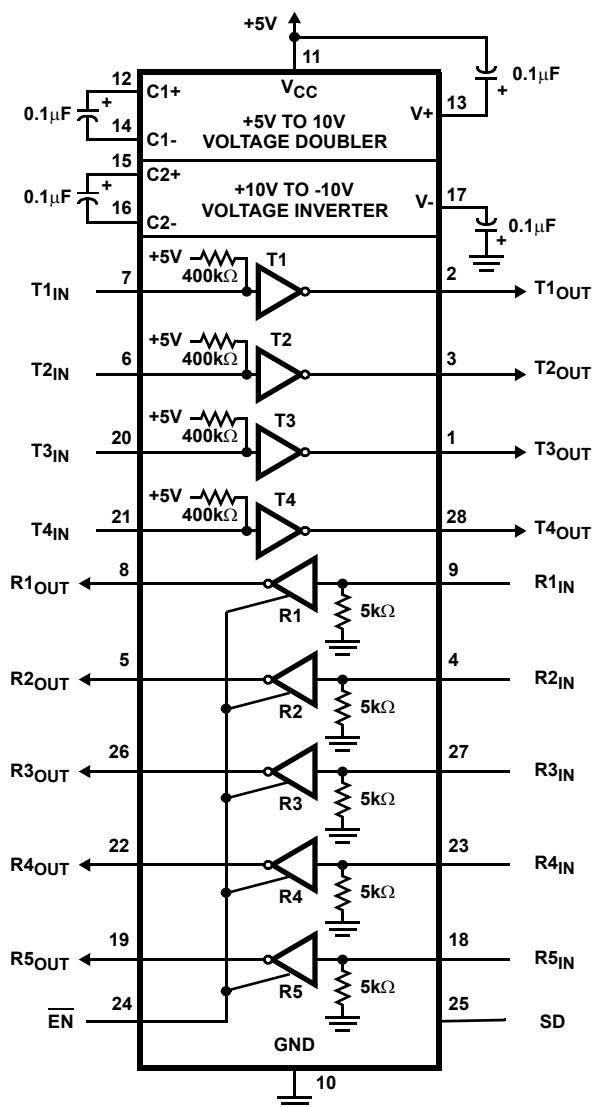 +5V
11
12 C1+ VCC 0.1µF
0.1µF + +
14 C1- +5V TO 10V VOLTAGE DOUBLER V+ 13
15 C2+
0.1µF + +10V TO -10V VOLTAGE INVERTER V- 17
16 C2- 0.1µF
+
+5V T1
T1IN 7 400kΩ 2 T1OUT
+5V T2
T2IN 6 400kΩ 3 T2OUT
+5V T3
T3IN 20 400kΩ 1 T3OUT
+5V T4
T4IN 21 400kΩ 28 T4OUT
R1OUT 8 9 R1IN
R1 5kΩ
R2OUT 5 4 R2IN
R2 5kΩ
R3OUT 26 27 R3IN
R3 5kΩ
R4OUT 22 23 R4IN
R4 5kΩ
R5OUT 19 18 R5IN
R5 5kΩ
EN 24 25 SD
GND
10